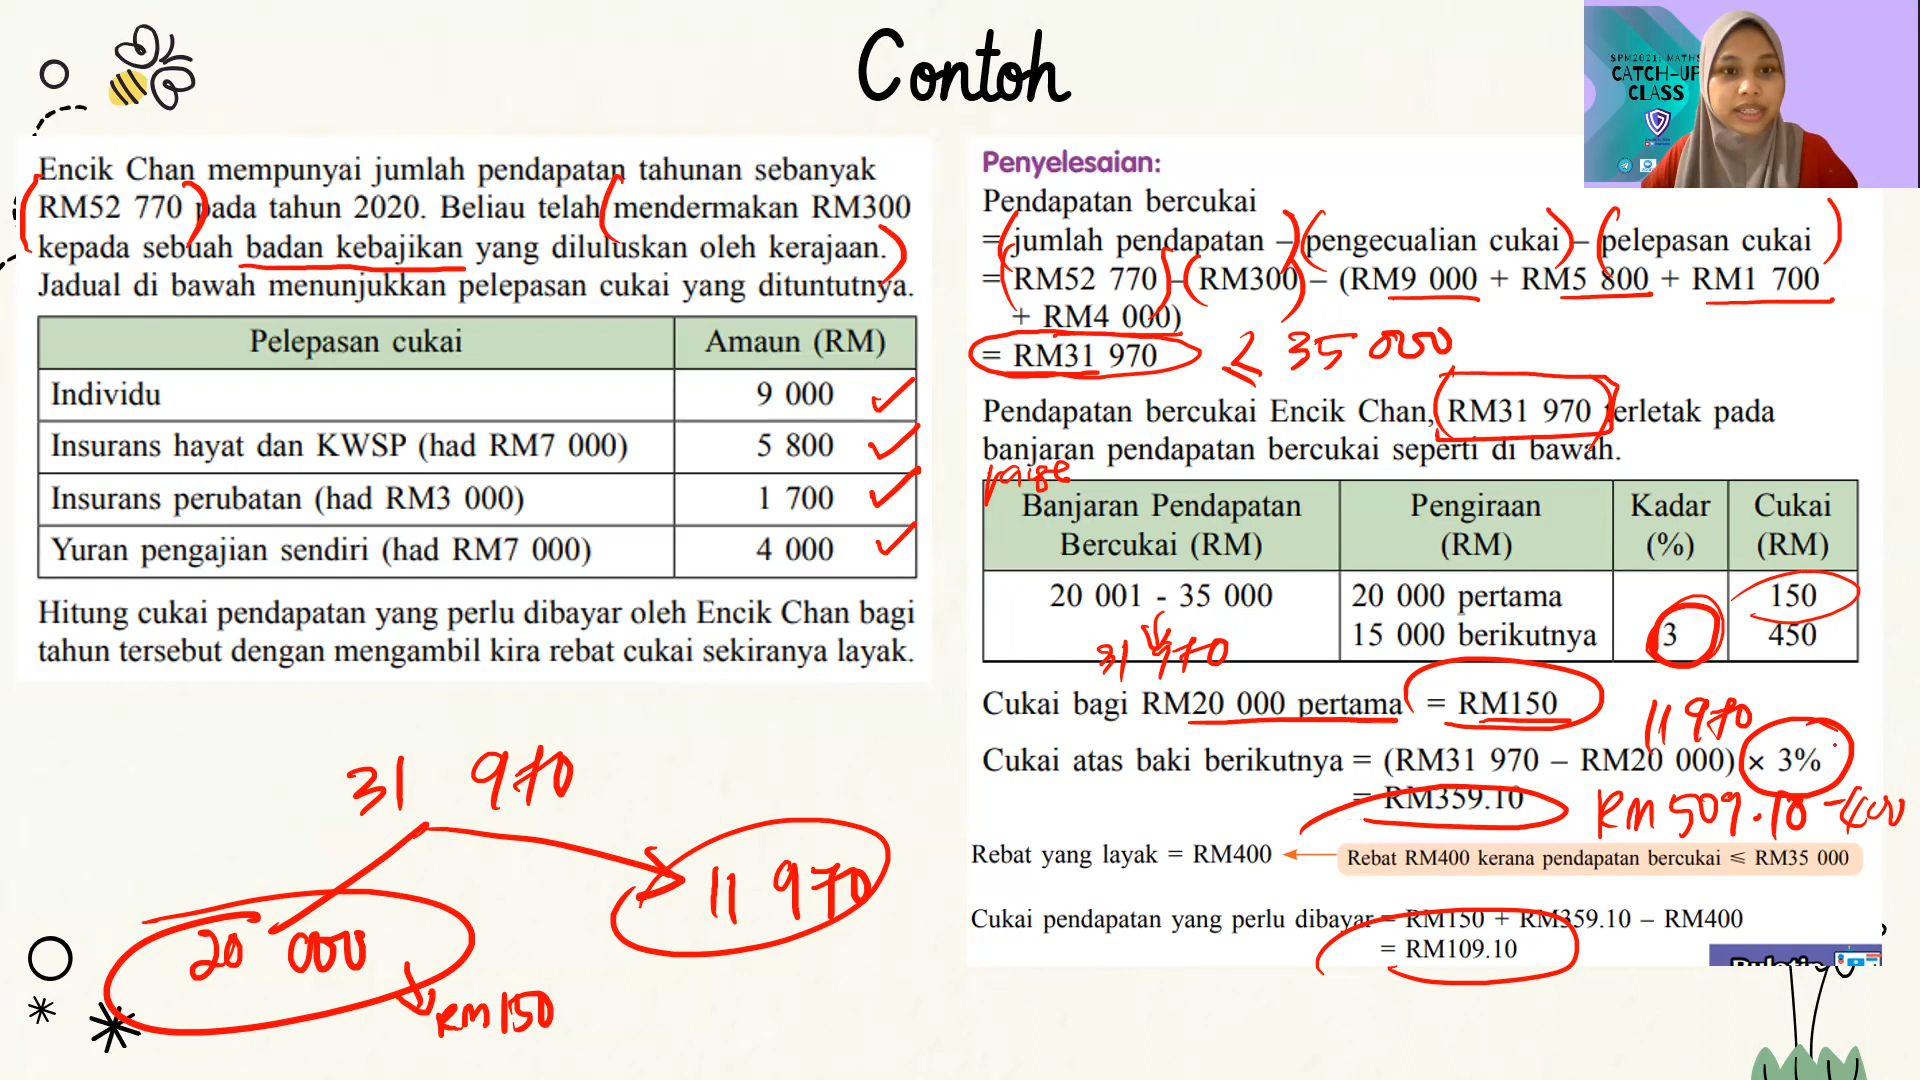 Contoh
SPM2021: MATHS
CATCH-UP
CLASS
Encik Chan mempunyai jumlah pendapatan tahunan sebanyak
RM52 770 pada tahun 2020. Beliau telah mendermakan RM300
kepada sebuah badan kebajikan yang diluluskan oleh kerajaan.
Jadual di bawah menunjukkan pelepasan cukai yang dituntutnya.
Pelepasan cukai Amaun (RM)
Individu 9 000
Insurans hayat dan KWSP (had RM7 000) 5 800
Insurans perubatan (had RM3 000) 1 700
Yuran pengajian sendiri (had RM7 000) 4 000
Hitung cukai pendapatan yang perlu dibayar oleh Encik Chan bagi
tahun tersebut dengan mengambil kira rebat cukai sekiranya layak.
31 970
20 000
11 970
RM150
Penyelesaian:
Pendapatan bercukai
= jumlah pendapatan – pengecualian cukai – pelepasan cukai
= RM52 770 – RM300 – (RM9 000 + RM5 800 + RM1 700
+ RM4 000)
= RM31 970 ≤ 35 000
Pendapatan bercukai Encik Chan, RM31 970 terletak pada
banjaran pendapatan bercukai seperti di bawah.
Banjaran Pendapatan Bercukai (RM) Pengiraan (RM) Kadar (%) Cukai (RM)
20 001 - 35 000 20 000 pertama 150
15 000 berikutnya 3 450
31 970
Cukai bagi RM20 000 pertama = RM150
11 970
Cukai atas baki berikutnya = (RM31 970 – RM20 000) × 3%
= RM359.10
RM509.10 -400
Rebat yang layak = RM400 Rebat RM400 kerana pendapatan bercukai ≤ RM35 000
Cukai pendapatan yang perlu dibayar = RM150 + RM359.10 – RM400
= RM109.10